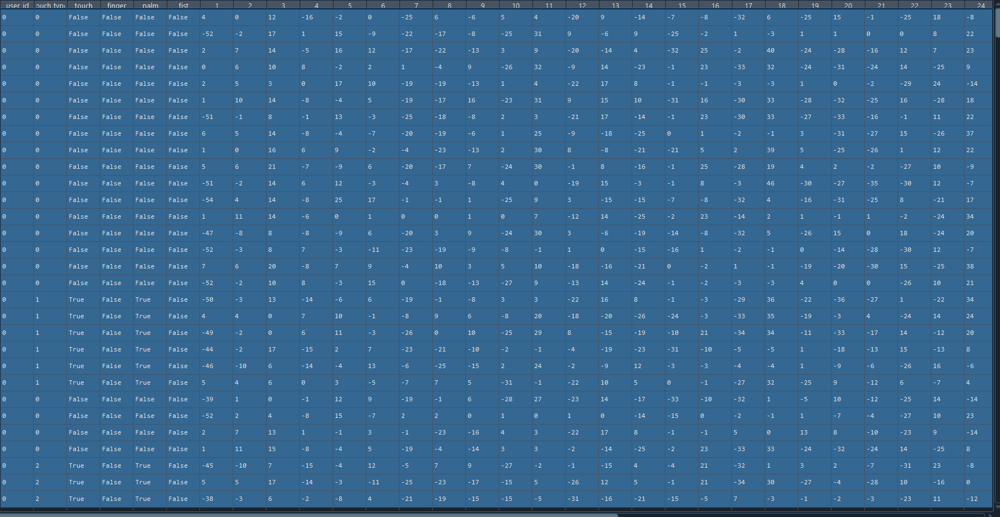 user_id ouch_type touch finger palm fist 1 2 3 4 5 6 7 8 9 10 11 12 13 14 15 16 17 18 19 20 21 22 23 24
0 0 False False False False 4 0 12 -16 -2 0 -25 6 -6 5 4 -20 9 -14 -7 -8 -32 6 -25 15 -1 -25 18 -8
0 0 False False False False -52 -2 17 1 15 -9 -22 -17 -8 -25 31 9 -6 9 -25 -2 1 -3 1 1 0 0 8 22
0 0 False False False False 2 7 14 -5 16 12 -17 -22 -13 3 9 -20 -14 4 -32 25 -2 40 -24 -28 -16 12 7 23
0 0 False False False False 0 6 10 8 -2 2 1 -4 9 -26 32 -9 14 -23 -1 23 -33 32 -24 -31 -24 14 -25 9
0 0 False False False False 2 5 3 0 17 10 -19 -19 -13 1 4 -22 17 8 -1 -1 -3 -3 1 0 -2 -29 24 -14
0 0 False False False False 1 10 14 -8 -4 5 -19 -17 16 -23 31 9 15 10 -31 16 -30 33 -28 -32 -25 16 -28 18
0 0 False False False False -51 -1 8 -1 13 -3 -25 -18 -8 2 3 -21 17 -14 -1 23 -30 33 -27 -33 -16 -1 11 22
0 0 False False False False 6 5 14 -8 -4 -7 -20 -19 -6 1 25 -9 -18 -25 0 1 -2 -1 3 -31 -27 15 -26 37
0 0 False False False False 1 0 16 6 9 -2 -4 -23 -13 2 30 8 -8 -21 -21 5 2 39 5 -25 -26 1 12 22
0 0 False False False False 5 6 21 -7 -9 6 -20 -17 7 -24 30 -1 8 -16 -1 25 -28 19 4 2 -2 -27 10 -9
0 0 False False False False -51 -2 14 6 12 -3 -4 3 -8 4 0 -19 15 -3 -1 8 -3 46 -30 -27 -35 -30 12 -7
0 0 False False False False -54 4 14 -8 25 17 -1 -1 1 -25 9 3 -15 -15 -7 -8 -32 4 -16 -31 -25 8 -21 17
0 0 False False False False 1 11 14 -6 0 1 0 0 1 0 7 -12 14 -25 -2 23 -14 2 1 -1 1 -2 -24 34
0 0 False False False False -47 -8 8 -8 -9 6 -20 3 9 -24 30 3 -6 -19 -14 -8 -32 5 -26 15 0 18 -24 20
0 0 False False False False -52 -3 8 7 -3 -11 -23 -19 -9 -8 -1 1 0 -15 -16 1 -2 -1 0 -14 -28 -30 12 -7
0 0 False False False False 7 6 20 -8 7 9 -4 10 3 5 10 -18 -16 -21 0 -2 1 -1 -19 -20 -30 15 -25 38
0 0 False False False False -52 -2 10 8 -3 15 0 -18 -13 -27 9 -13 14 -24 -1 -2 -3 -3 4 0 0 -26 10 21
0 1 True False True False -50 -3 13 -14 -6 6 -19 -1 -8 3 3 -22 16 8 -1 -3 -29 36 -22 -36 -27 1 -22 34
0 1 True False True False 4 4 0 7 10 -1 -8 9 6 -8 20 -18 -20 -26 -24 -3 -33 35 -19 -3 4 -24 14 24
0 1 True False True False -49 -2 0 6 11 -3 -26 0 10 -25 29 8 -15 -19 -10 21 -34 34 -11 -33 -17 14 -12 20
0 1 True False True False -44 -2 17 -15 2 7 -23 -21 -10 -2 -1 -4 -19 -23 -31 -10 -5 -5 1 -18 -13 15 -13 8
0 1 True False True False -46 -10 6 -14 -4 13 -6 -25 -15 2 24 -2 -9 12 -3 -3 -4 -4 1 -9 -6 -26 16 -6
0 1 True False True False 5 4 6 0 3 -5 -7 7 5 -31 -1 -22 10 5 0 -1 -27 32 -25 9 -12 6 -7 4
0 0 False False False False -39 1 0 -1 12 9 -19 -1 6 -28 27 -23 14 -17 -33 -10 -32 1 -5 10 -12 -25 14 -14
0 0 False False False False -52 2 4 -8 15 -7 2 2 0 1 0 1 0 -14 -15 0 -2 -1 1 -7 -4 -27 10 23
0 0 False False False False 2 7 13 1 -1 3 -1 -23 -16 4 3 -22 17 8 -1 -1 5 0 13 8 -10 -23 9 -14
0 0 False False False False 1 11 15 -8 -4 5 -19 -4 -14 3 3 -2 -14 -25 -2 23 -33 33 -24 -32 -24 14 -25 8
0 2 True False True False -45 -10 7 -15 -4 12 -5 7 9 -27 -2 -1 -15 4 -4 21 -32 1 3 2 -7 -31 23 -8
0 2 True False True False 5 5 17 -14 -3 -11 -25 -23 -17 -15 5 -26 12 5 -1 21 -34 30 -27 -4 -28 10 -16 0
0 2 True False True False -38 -3 6 -2 -8 4 -21 -19 -15 -15 -5 -31 -16 -21 -15 -5 7 -3 -1 -2 -3 -23 11 -12